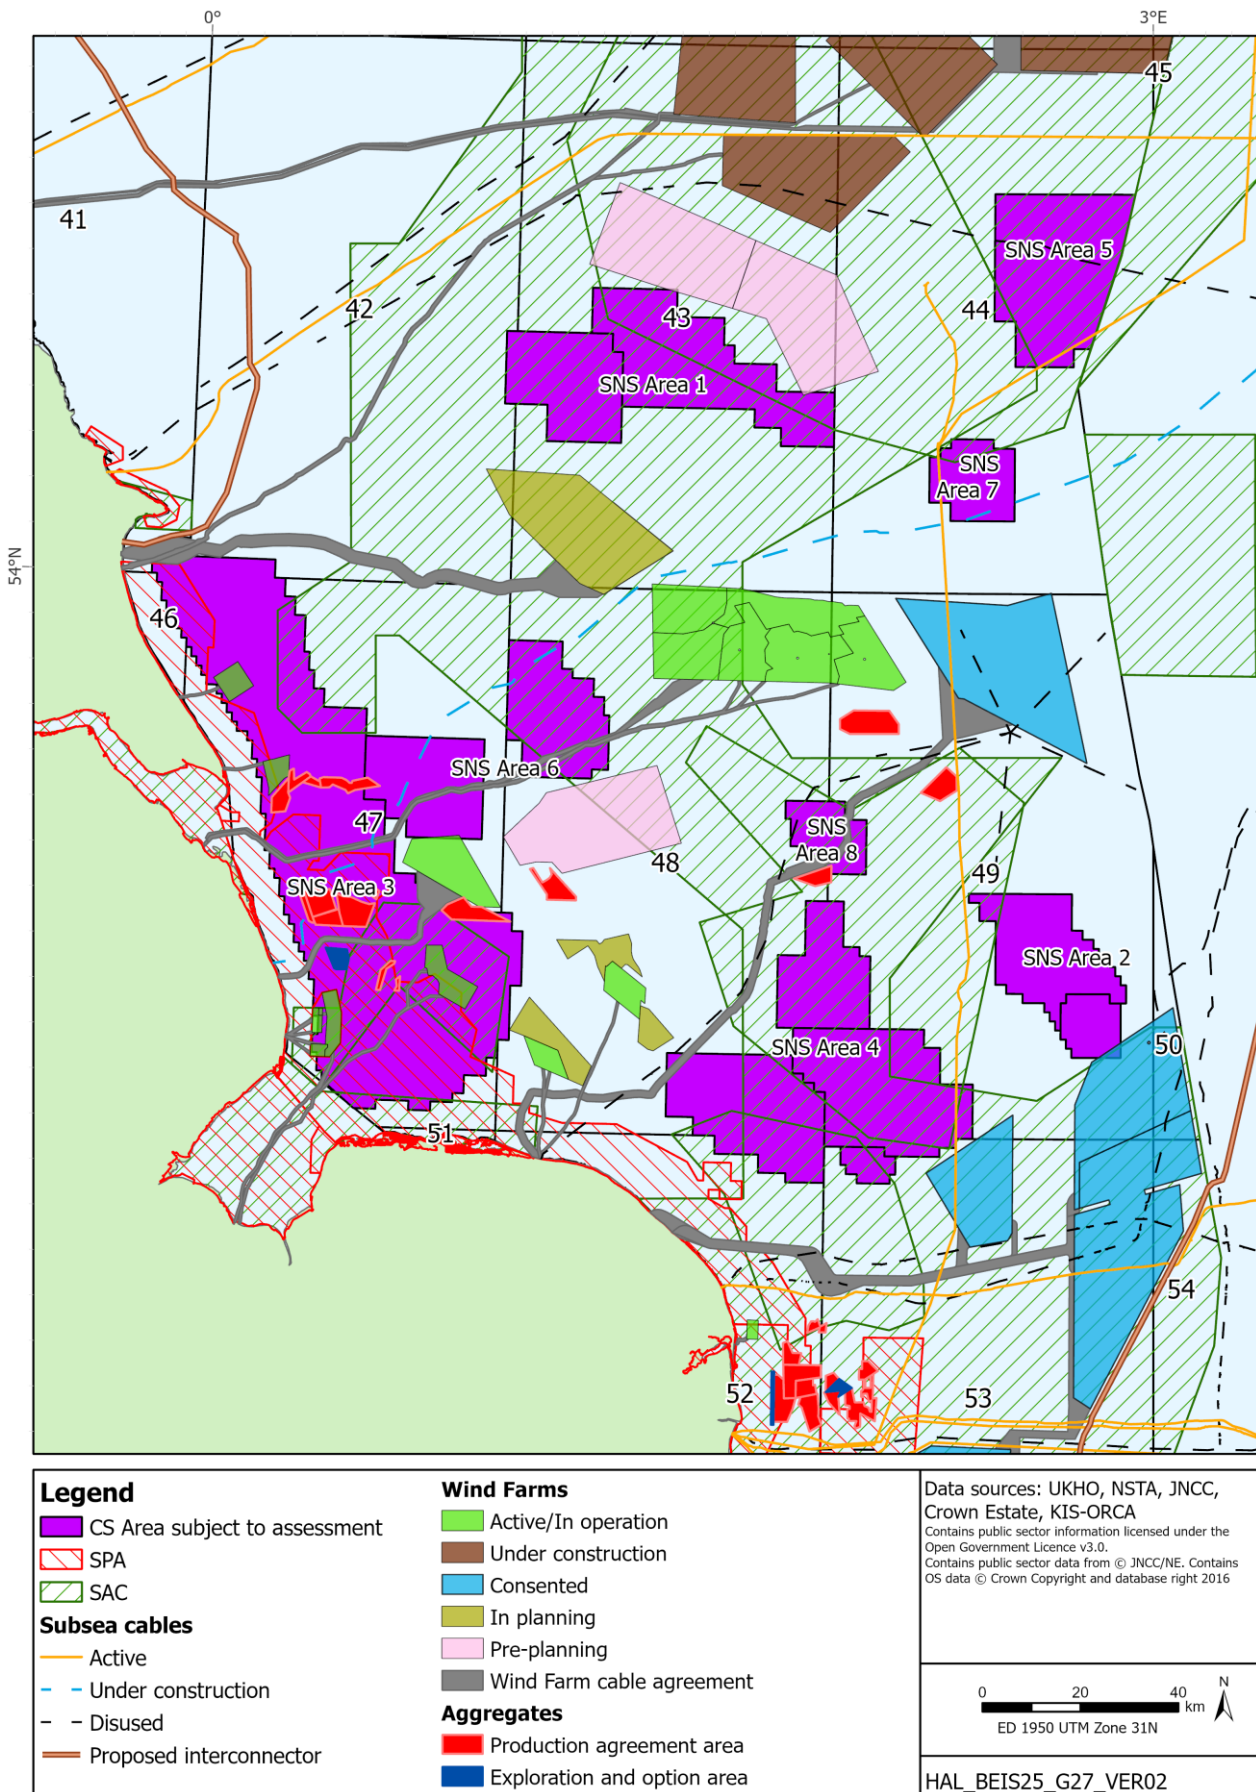 0°
3°E
45
41
SNS Area 5
42
43
44
SNS Area 1
SNS
Area 7
54°N
46
SNS Area 6
47
SNS
Area 8
48
49
SNS Area 3
SNS Area 2
SNS Area 4
50
51
54
52
53
Legend
CS Area subject to assessment
SPA
SAC
Subsea cables
Active
Under construction
Disused
Proposed interconnector
Wind Farms
Active/In operation
Under construction
Consented
In planning
Pre-planning
Wind Farm cable agreement
Aggregates
Production agreement area
Exploration and option area
Data sources: UKHO, NSTA, JNCC,
Crown Estate, KIS-ORCA
Contains public sector information licensed under the
Open Government Licence v3.0.
Contains public sector data from © JNCC/NE. Contains
OS data © Crown Copyright and database right 2016
0 20 40
km
N
ED 1950 UTM Zone 31N
HAL_BEIS25_G27_VER02